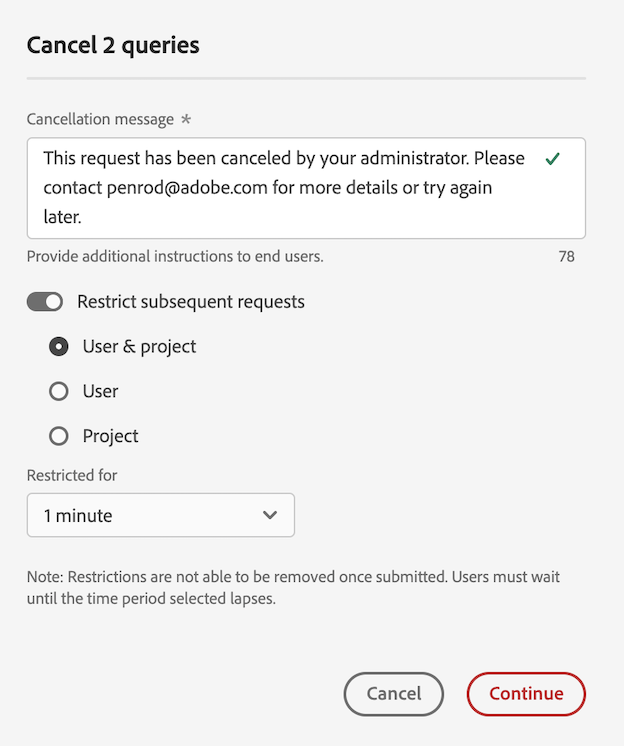 Cancel 2 queries
Cancellation message *
This request has been canceled by your administrator. Please
contact penrod@adobe.com for more details or try again
later.
Provide additional instructions to end users.
78
Restrict subsequent requests
User & project
User
Project
Restricted for
1 minute
Note: Restrictions are not able to be removed once submitted. Users must wait
until the time period selected lapses.
Cancel
Continue